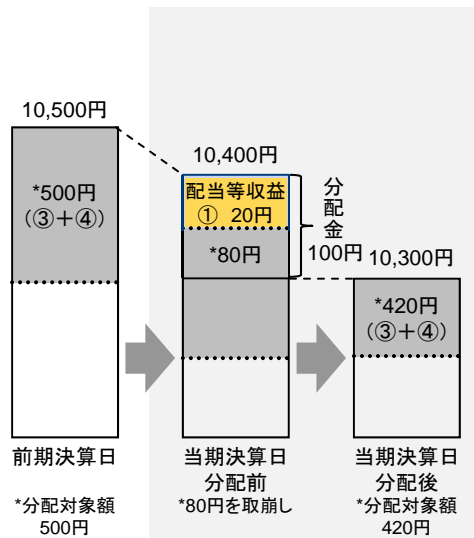 10,500円
*500円
(③+④)
前期決算日
*分配対象額
500円
10,400円
配当等収益
① 20円
*80円
分配金
100円
当期決算日
分配前
*80円を取崩し
10,300円
*420円
(③+④)
当期決算日
分配後
*分配対象額
420円